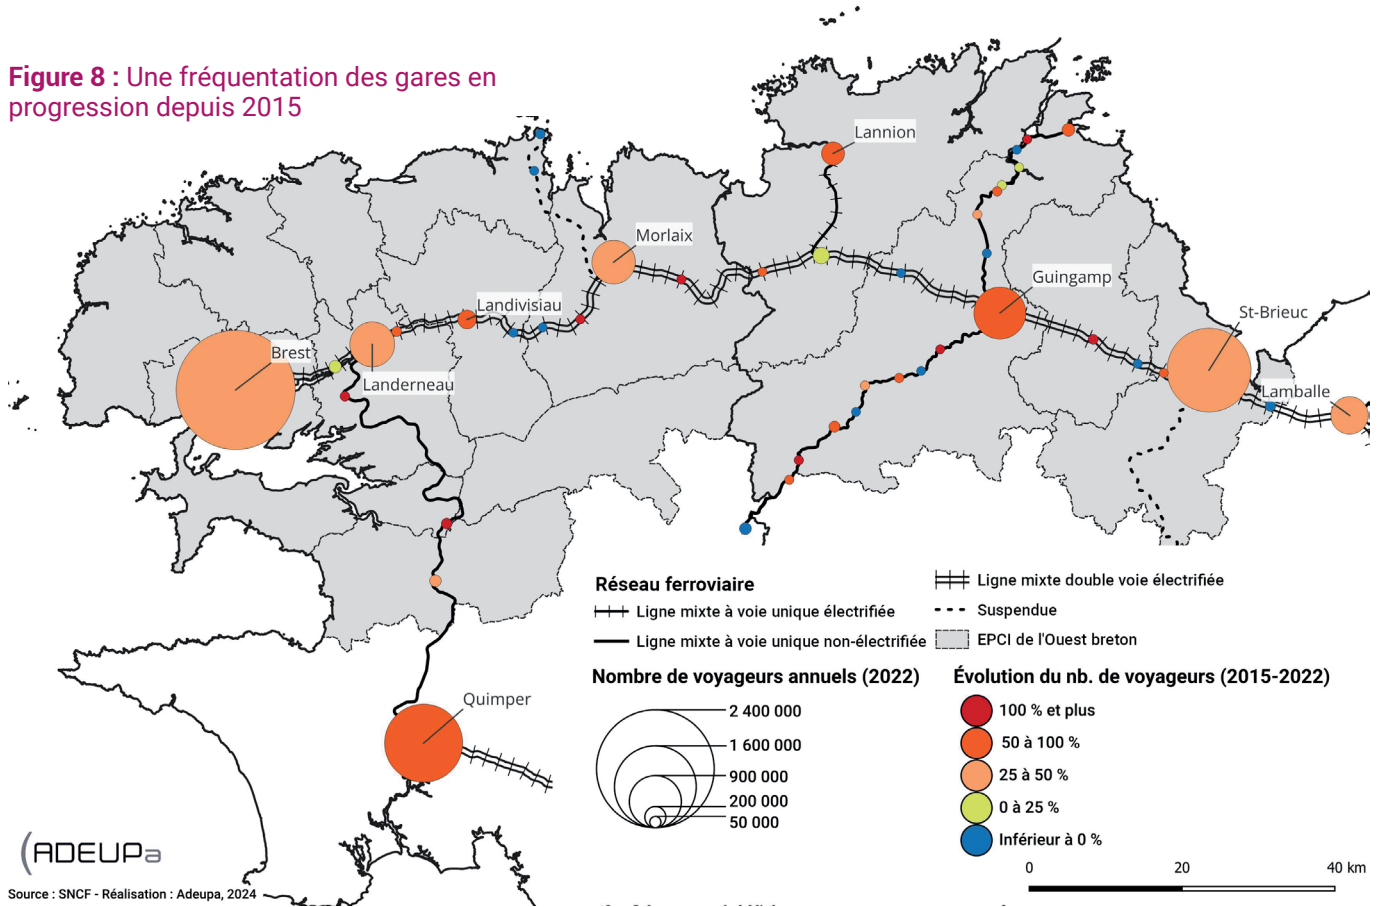 Figure 8 : Une fréquentation des gares en
progression depuis 2015
Lannion
Morlaix
Guingamp
Landivisiau
St-Brieuc
Brest
Landerneau
Lamballe
Quimper
Réseau ferroviaire
Ligne mixte à voie unique électrifiée
Ligne mixte à voie unique non-électrifiée
Ligne mixte double voie électrifiée
Suspendue
EPCI de l'Ouest breton
Nombre de voyageurs annuels (2022)
2 400 000
1 600 000
900 000
200 000
50 000
Évolution du nb. de voyageurs (2015-2022)
100 % et plus
50 à 100 %
25 à 50 %
0 à 25 %
Inférieur à 0 %
0 20 40 km
ADEUPa
Source : SNCF - Réalisation : Adeupa, 2024